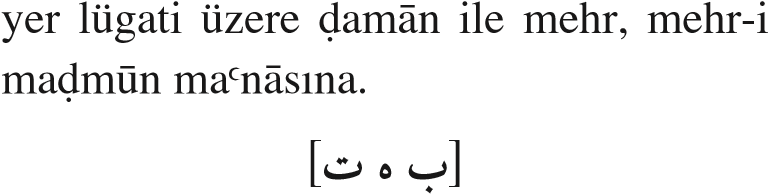 yer lügati üzere ḍamān ile mehr, mehr-i
maḍmūn maʿnāsına.
[ب ه ت]